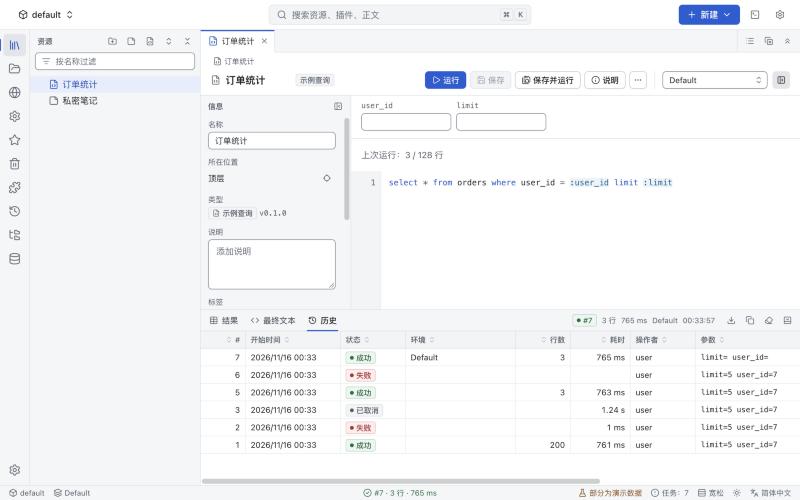 default
搜索资源、插件、正文
⌘ K
+ 新建
资源
按名称过滤
订单统计
私密笔记
订单统计 ×
订单统计
订单统计
示例查询
运行
保存
保存并运行
说明
Default
信息
名称
订单统计
所在位置
顶层
类型
示例查询 v0.1.0
说明
添加说明
标签
user_id
limit
上次运行: 3 / 128 行
1 select * from orders where user_id = :user_id limit :limit
结果
最终文本
历史
#7 3 行 765 ms Default 00:33:57
# 开始时间 状态 环境 行数 耗时 操作者 参数
7 2026/11/16 00:33 成功 Default 3 765 ms user limit= user_id=
6 2026/11/16 00:33 失败 user limit=5 user_id=7
5 2026/11/16 00:33 成功 3 763 ms user limit=5 user_id=7
3 2026/11/16 00:33 已取消 1.24 s user limit=5 user_id=7
2 2026/11/16 00:33 失败 1 ms user limit=5 user_id=7
1 2026/11/16 00:33 成功 200 761 ms user limit=5 user_id=7
default Default
#7 · 3 行 · 765 ms
部分为演示数据
任务: 7
宽松
简体中文